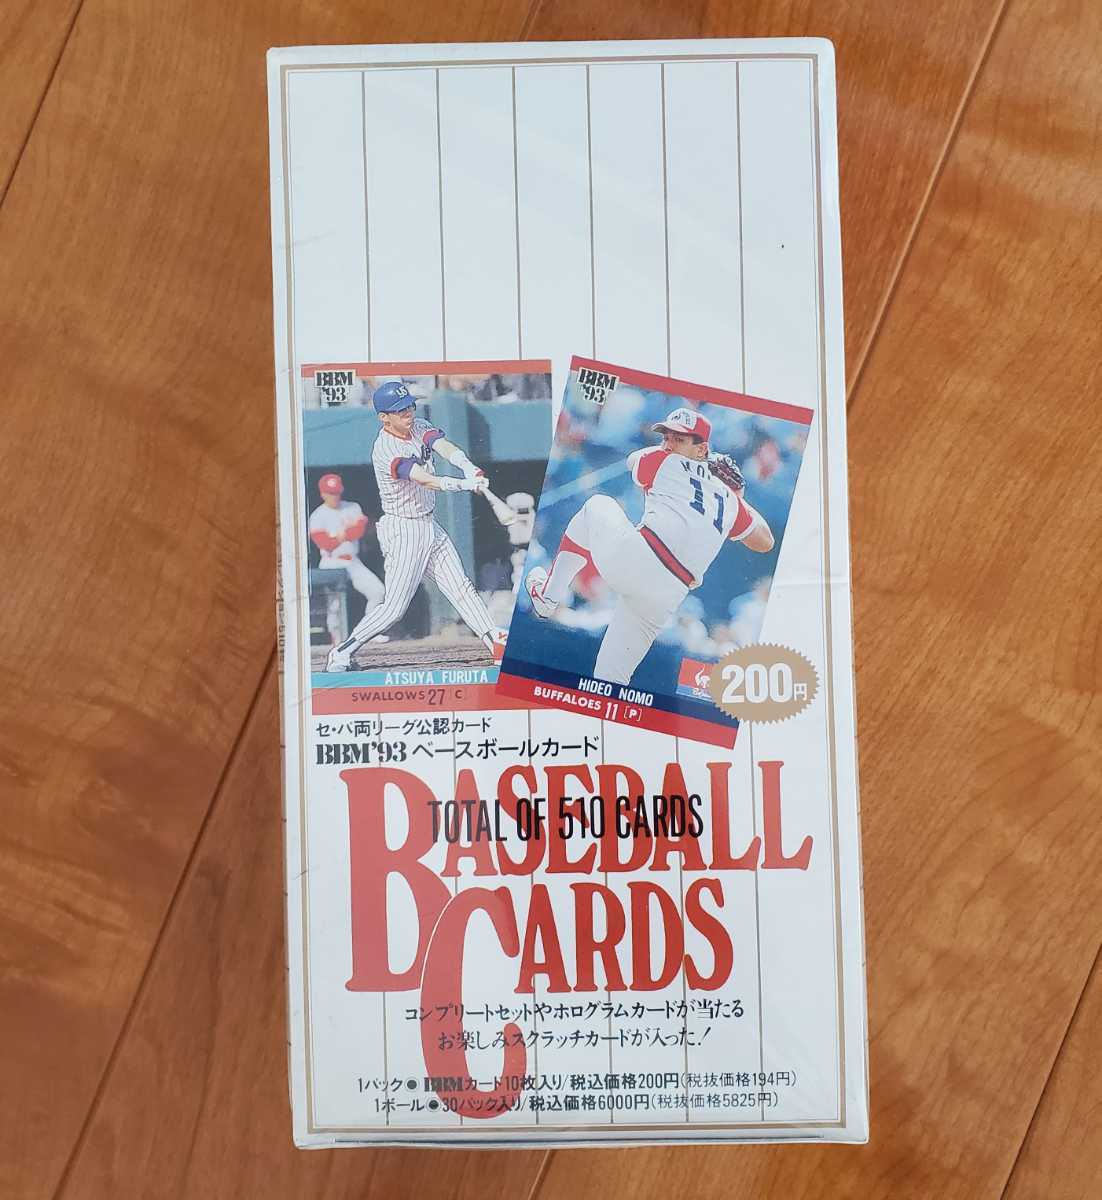 BBM
'93
ATSUYA FURUTA
SWALLOWS 27 [C]
BBM
'93
11
HIDEO NOMO
BUFFALOES 11 [P]
200円
セ・パ両リーグ公認カード
BBM'93 ベースボールカード
BASEBALL
TOTAL OF 510 CARDS
CARDS
コンプリートセットやホログラムカードが当たる
お楽しみスクラッチカードが入った!
1パック●BBMカード10枚入り/税込価格200円(税抜価格194円)
1ボール●30パック入り/税込価格6000円(税抜価格5825円)